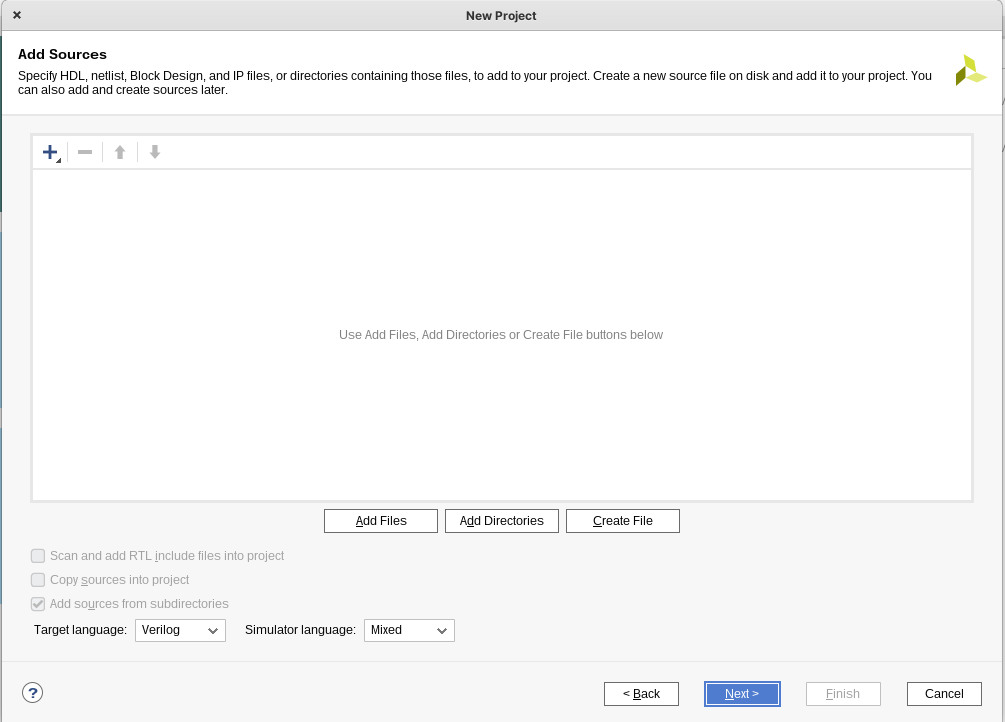 New Project
Add Sources
Specify HDL, netlist, Block Design, and IP files, or directories containing those files, to add to your project. Create a new source file on disk and add it to your project. You
can also add and create sources later.
Use Add Files, Add Directories or Create File buttons below
Add Files Add Directories Create File
Scan and add RTL include files into project
Copy sources into project
Add sources from subdirectories
Target language: Verilog Simulator language: Mixed
? < Back Next > Finish Cancel